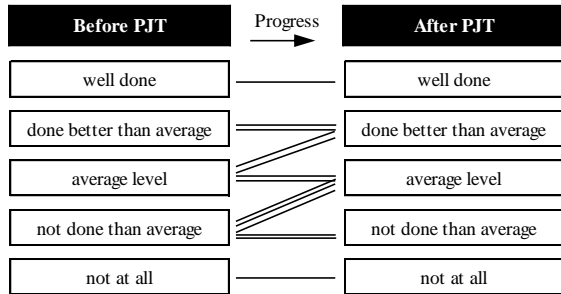 Before PJT
Progress
After PJT
well done
well done
done better than average
done better than average
average level
average level
not done than average
not done than average
not at all
not at all